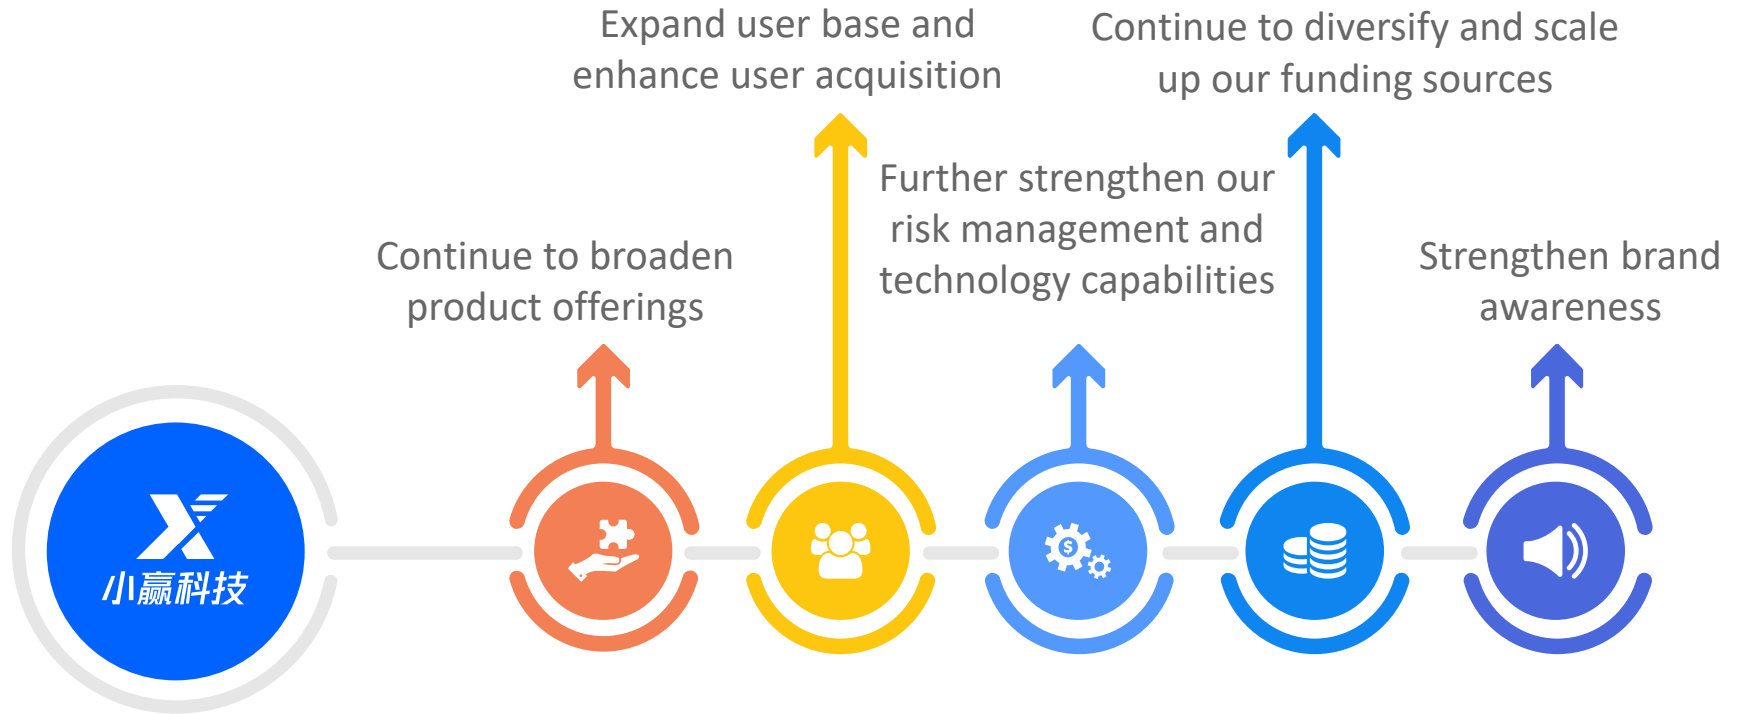 Expand user base and
enhance user acquisition
Continue to diversify and scale
up our funding sources
Further strengthen our
risk management and
technology capabilities
Continue to broaden
product offerings
Strengthen brand
awareness
小赢科技